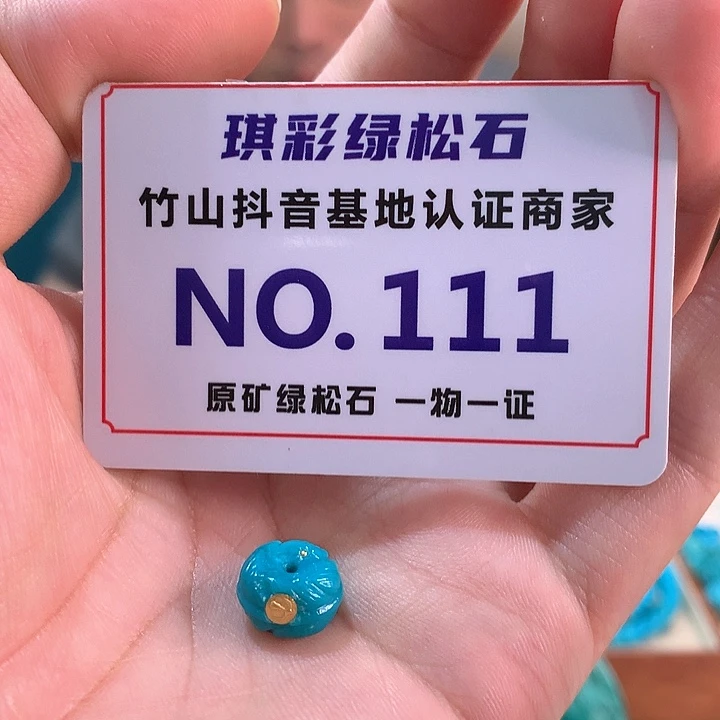 琪彩绿松石
竹山抖音基地认证商家
NO.111
原矿绿松石 一物一证